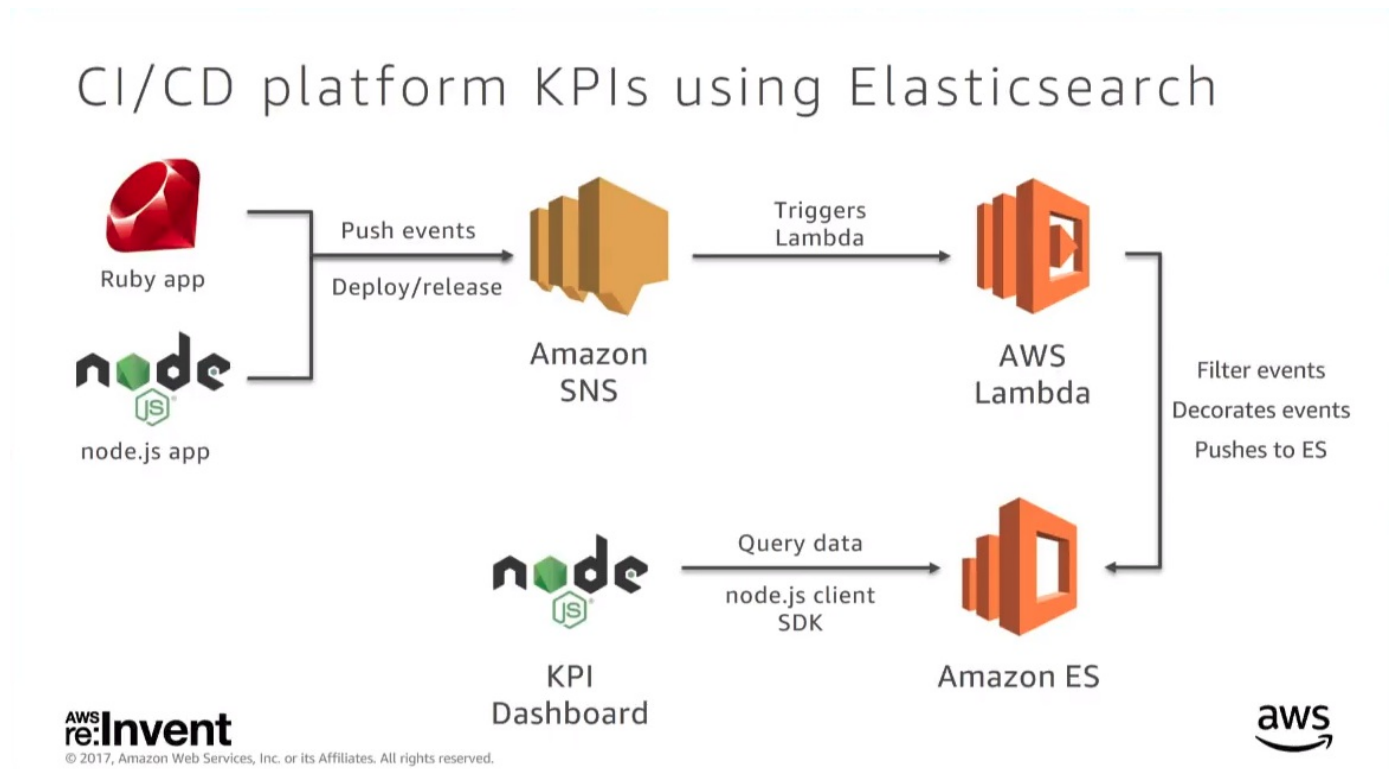 CI/CD platform KPIs using Elasticsearch
Ruby app
Push events
Deploy/release
Amazon
SNS
Triggers
Lambda
AWS
Lambda
node
JS
node.js app
Filter events
Decorates events
Pushes to ES
node
JS
KPI
Dashboard
Query data
node.js client
SDK
Amazon ES
AWS
re:Invent
© 2017, Amazon Web Services, Inc. or its Affiliates. All rights reserved.
aws